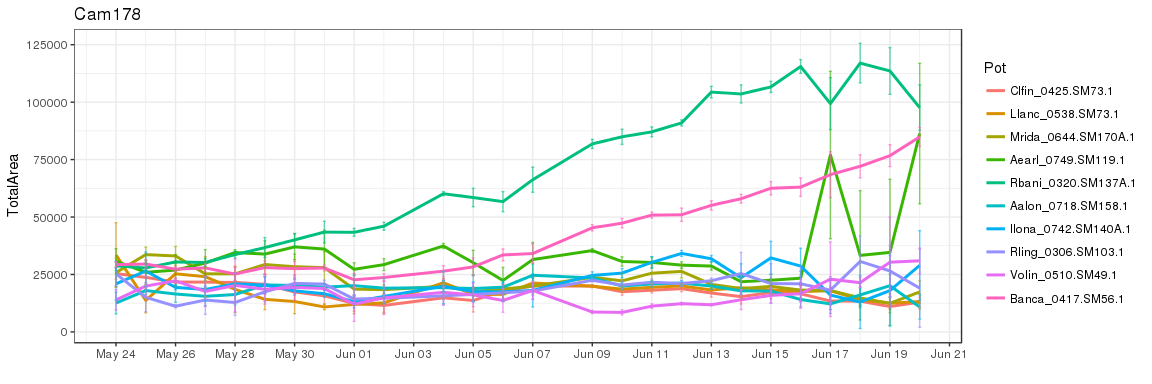 Cam178
TotalArea
125000
100000
75000
50000
25000
0
May 24 May 26 May 28 May 30 Jun 01 Jun 03 Jun 05 Jun 07 Jun 09 Jun 11 Jun 13 Jun 15 Jun 17 Jun 19 Jun 21
Pot
Clfin_0425.SM73.1
Llanc_0538.SM73.1
Mrida_0644.SM170A.1
Aearl_0749.SM119.1
Rbani_0320.SM137A.1
Aalon_0718.SM156.1
Ilona_0742.SM140A.1
Rling_0306.SM103.1
Volin_0510.SM49.1
Banca_0417.SM56.1